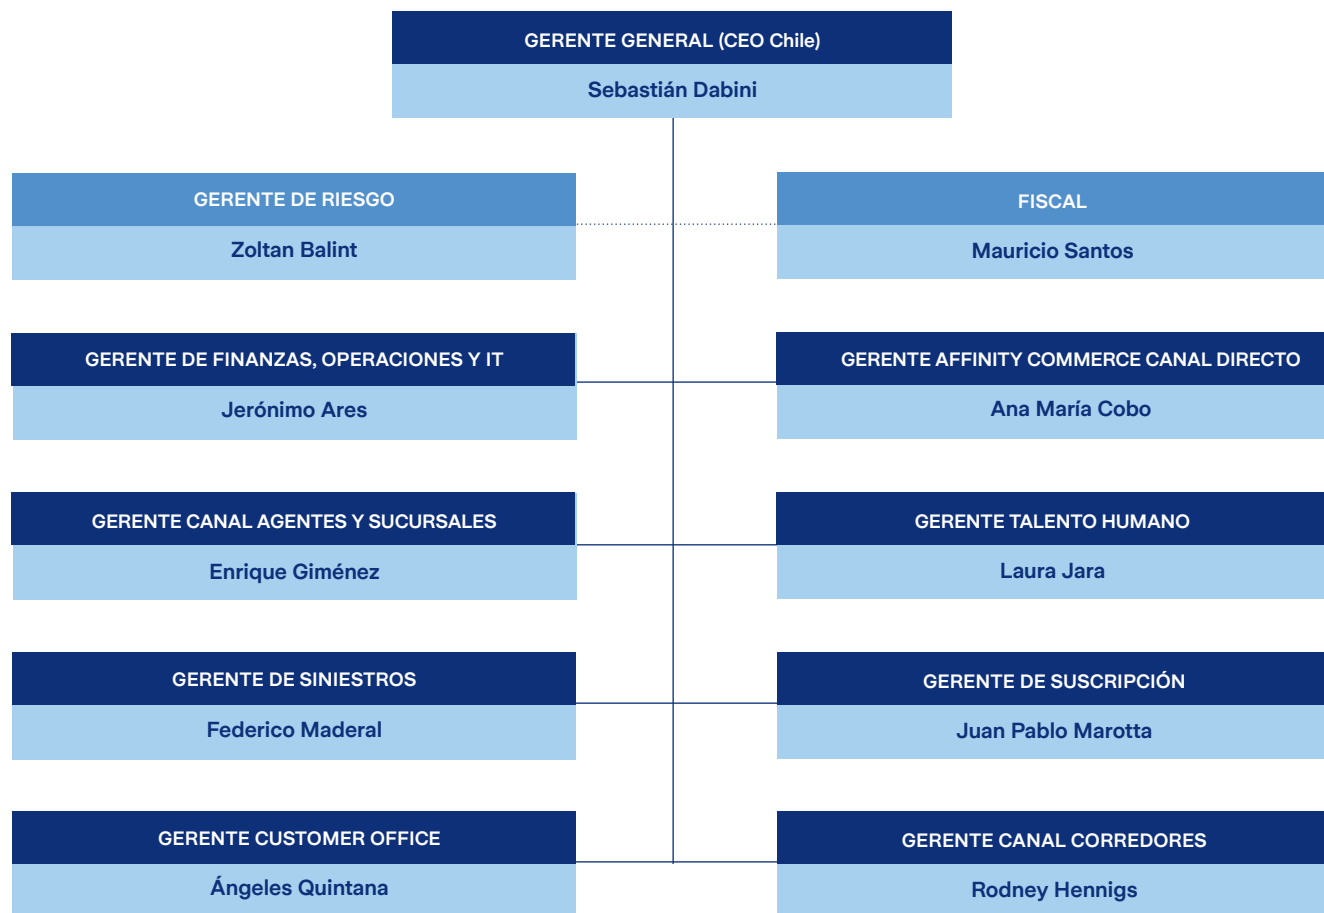 GERENTE GENERAL (CEO Chile)
Sebastián Dabini
GERENTE DE RIESGO
Zoltan Balint
FISCAL
Mauricio Santos
GERENTE DE FINANZAS, OPERACIONES Y IT
Jerónimo Ares
GERENTE AFFINITY COMMERCE CANAL DIRECTO
Ana María Cobo
GERENTE CANAL AGENTES Y SUCURSALES
Enrique Giménez
GERENTE TALENTO HUMANO
Laura Jara
GERENTE DE SINIESTROS
Federico Maderal
GERENTE DE SUSCRIPCIÓN
Juan Pablo Marotta
GERENTE CUSTOMER OFFICE
Ángeles Quintana
GERENTE CANAL CORREDORES
Rodney Hennigs